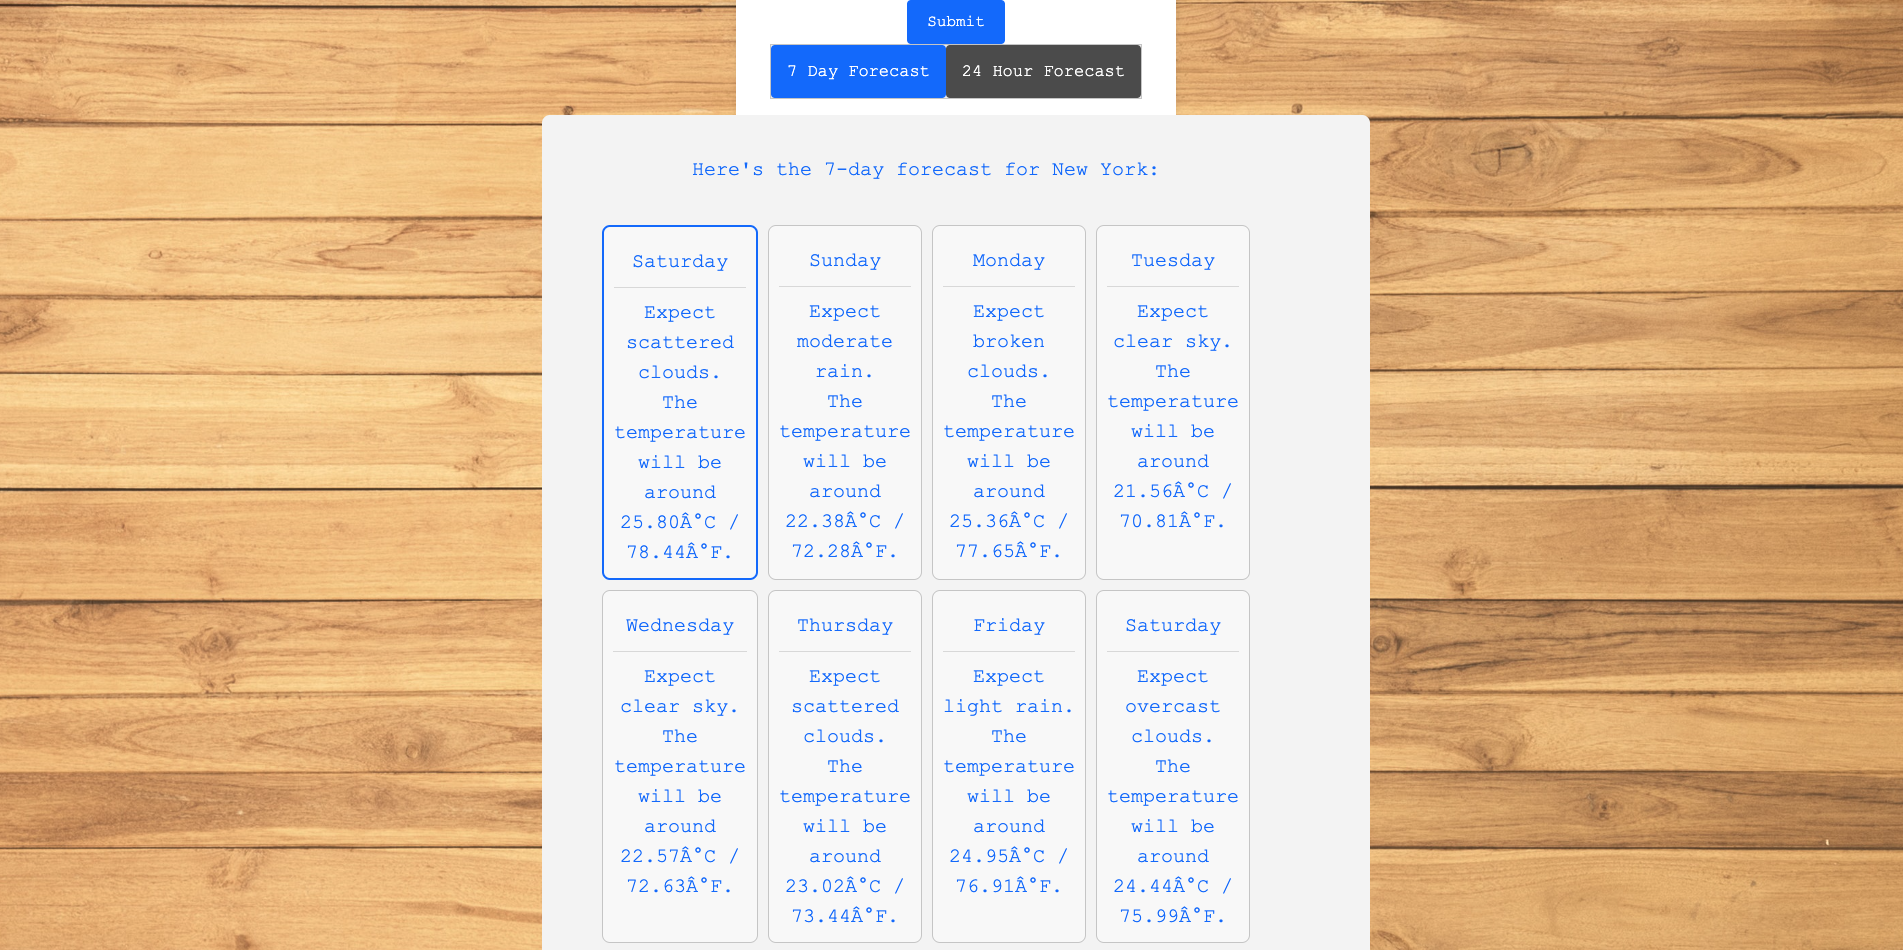 Submit
7 Day Forecast
24 Hour Forecast
Here's the 7-day forecast for New York:
Saturday
Expect
scattered
clouds.
The
temperature
will be
around
25.80Â°C /
78.44Â°F.
Sunday
Expect
moderate
rain.
The
temperature
will be
around
22.38Â°C /
72.28Â°F.
Monday
Expect
broken
clouds.
The
temperature
will be
around
25.36Â°C /
77.65Â°F.
Tuesday
Expect
clear sky.
The
temperature
will be
around
21.56Â°C /
70.81Â°F.
Wednesday
Expect
clear sky.
The
temperature
will be
around
22.57Â°C /
72.63Â°F.
Thursday
Expect
scattered
clouds.
The
temperature
will be
around
23.02Â°C /
73.44Â°F.
Friday
Expect
light rain.
The
temperature
will be
around
24.95Â°C /
76.91Â°F.
Saturday
Expect
overcast
clouds.
The
temperature
will be
around
24.44Â°C /
75.99Â°F.